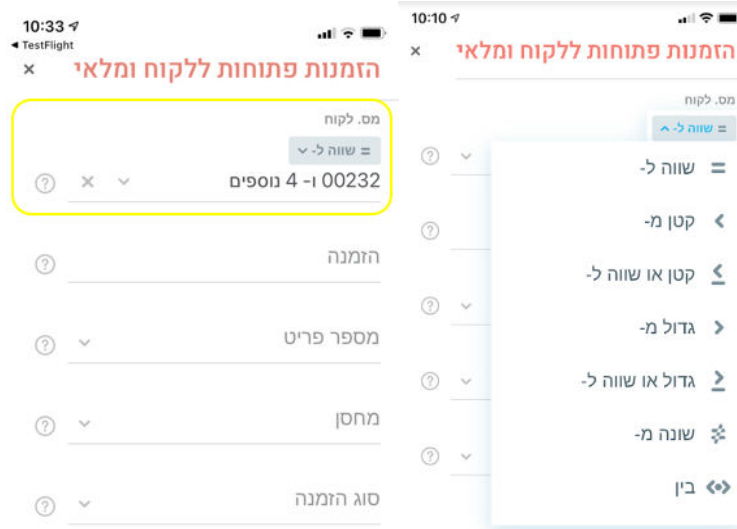 10:33
◀ TestFlight
הזמנות פתוחות ללקוח ומלאי
מס. לקוח
= שווה ל-
00232 ו- 4 נוספים
הזמנה
מספר פריט
מחסן
סוג הזמנה
10:10
הזמנות פתוחות ללקוח ומלאי
מס. לקוח
= שווה ל-
שווה ל-
קטן מ-
קטן או שווה ל-
גדול מ-
גדול או שווה ל-
שונה מ-
בין